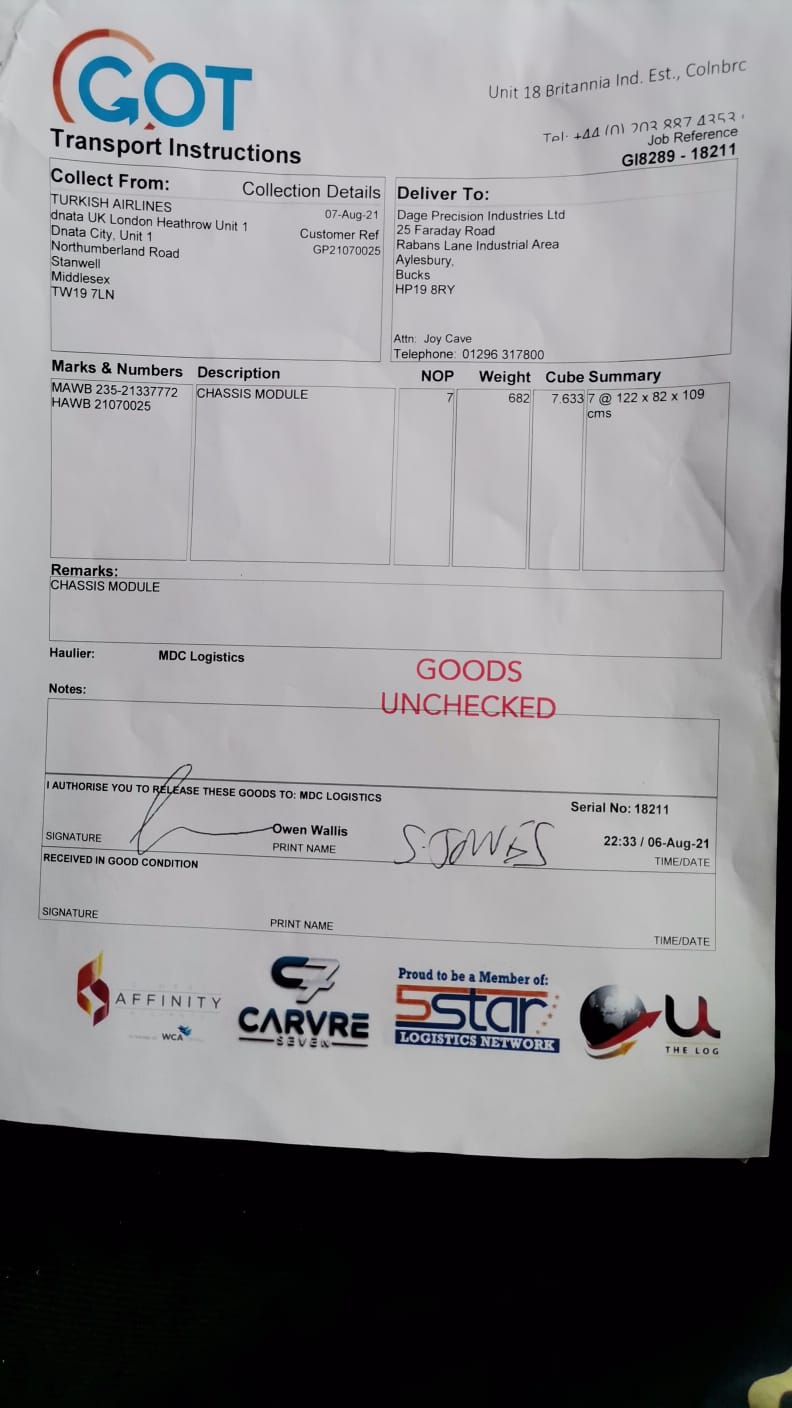 GOT
Transport Instructions
Unit 18 Britannia Ind. Est., Colnbrc
Tel: +44 (0) 203 887 4353
Job Reference
GI8289 - 18211
Collect From:
Collection Details
TURKISH AIRLINES
dnata UK London Heathrow Unit 1
Dnata City, Unit 1
Northumberland Road
Stanwell
Middlesex
TW19 7LN
07-Aug-21
Customer Ref
GP21070025
Deliver To:
Dage Precision Industries Ltd
25 Faraday Road
Rabans Lane Industrial Area
Aylesbury,
Bucks
HP19 8RY
Attn: Joy Cave
Telephone: 01296 317800
Marks & Numbers Description NOP Weight Cube Summary
MAWB 235-21337772 CHASSIS MODULE 7 682 7.633 7 @ 122 x 82 x 109
HAWB 21070025 cms
Remarks:
CHASSIS MODULE
Haulier: MDC Logistics
GOODS
UNCHECKED
Notes:
I AUTHORISE YOU TO RELEASE THESE GOODS TO: MDC LOGISTICS
Serial No: 18211
Owen Wallis
S.JONES
22:33 / 06-Aug-21
SIGNATURE PRINT NAME TIME/DATE
RECEIVED IN GOOD CONDITION
SIGNATURE PRINT NAME TIME/DATE
AFFINITY
WCA
C7
CARVRE
SEVEN
Proud to be a Member of:
5star
LOGISTICS NETWORK
U
THE LOG